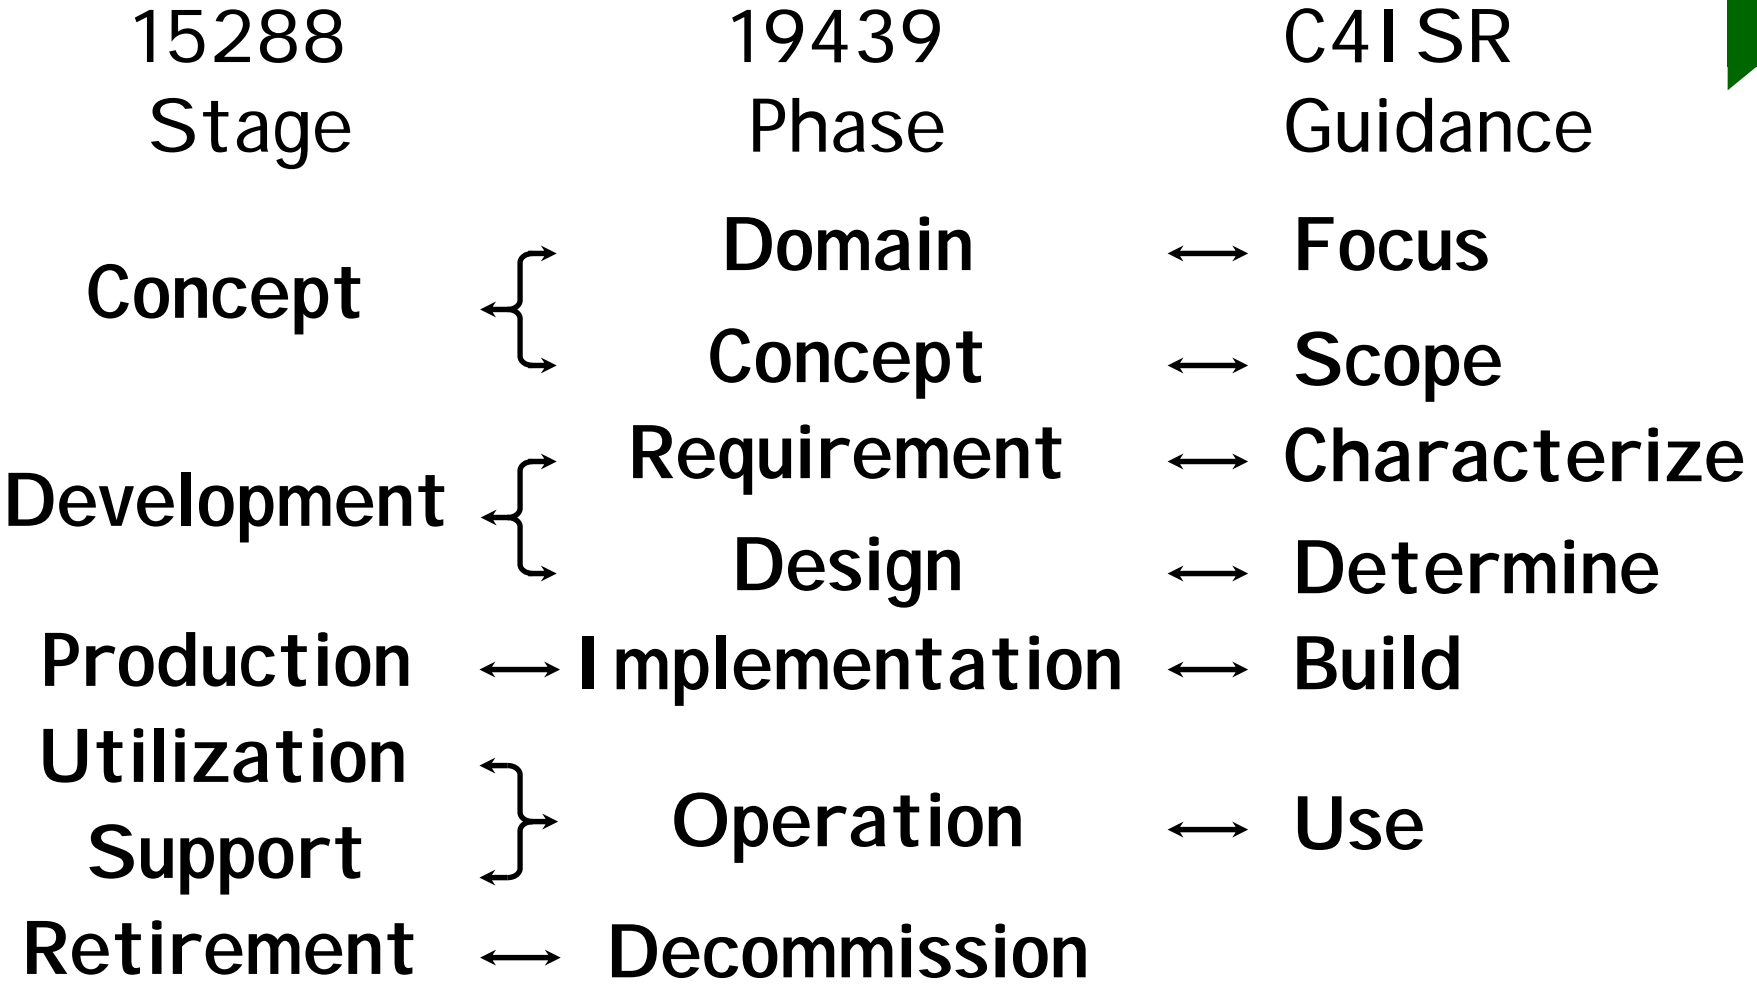 15288 19439 C4ISR
Stage Phase Guidance
Domain Focus
Concept
Concept Scope
Requirement Characterize
Development
Design Determine
Production Implementation Build
Utilization
Operation Use
Support
Retirement Decommission